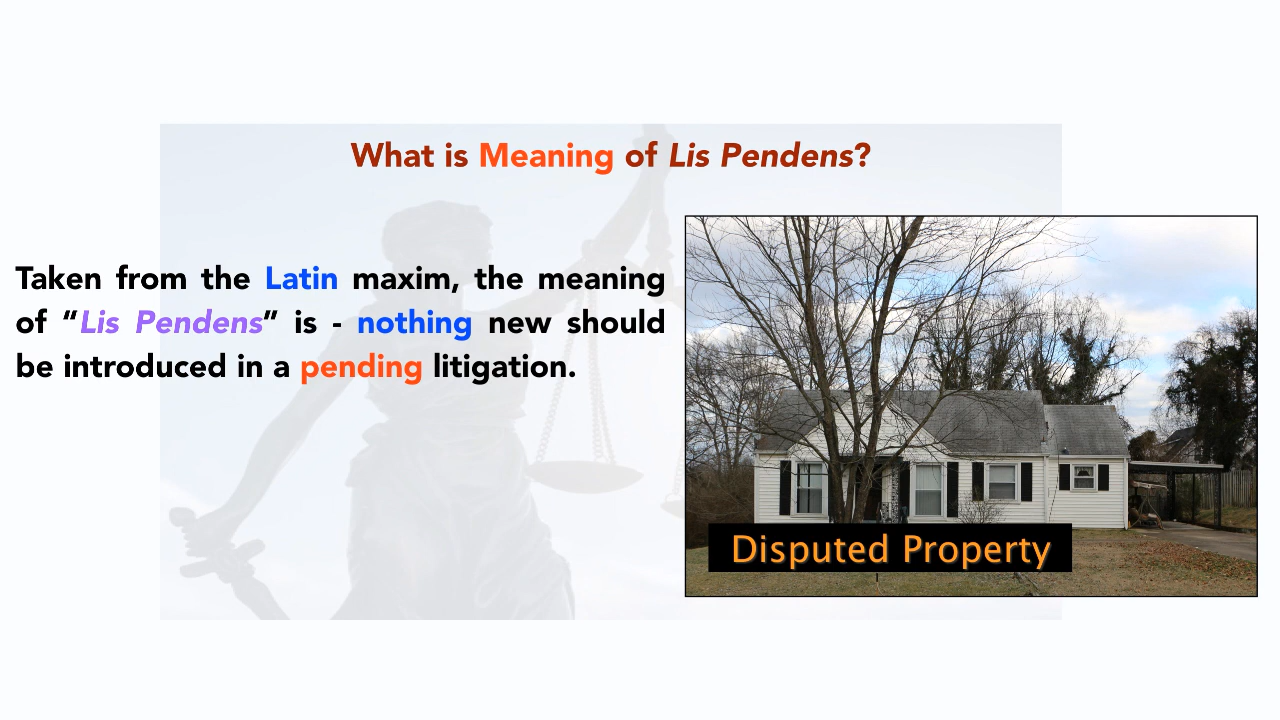 What is Meaning of Lis Pendens?
Taken from the Latin maxim, the meaning
of “Lis Pendens” is - nothing new should
be introduced in a pending litigation.
Disputed Property